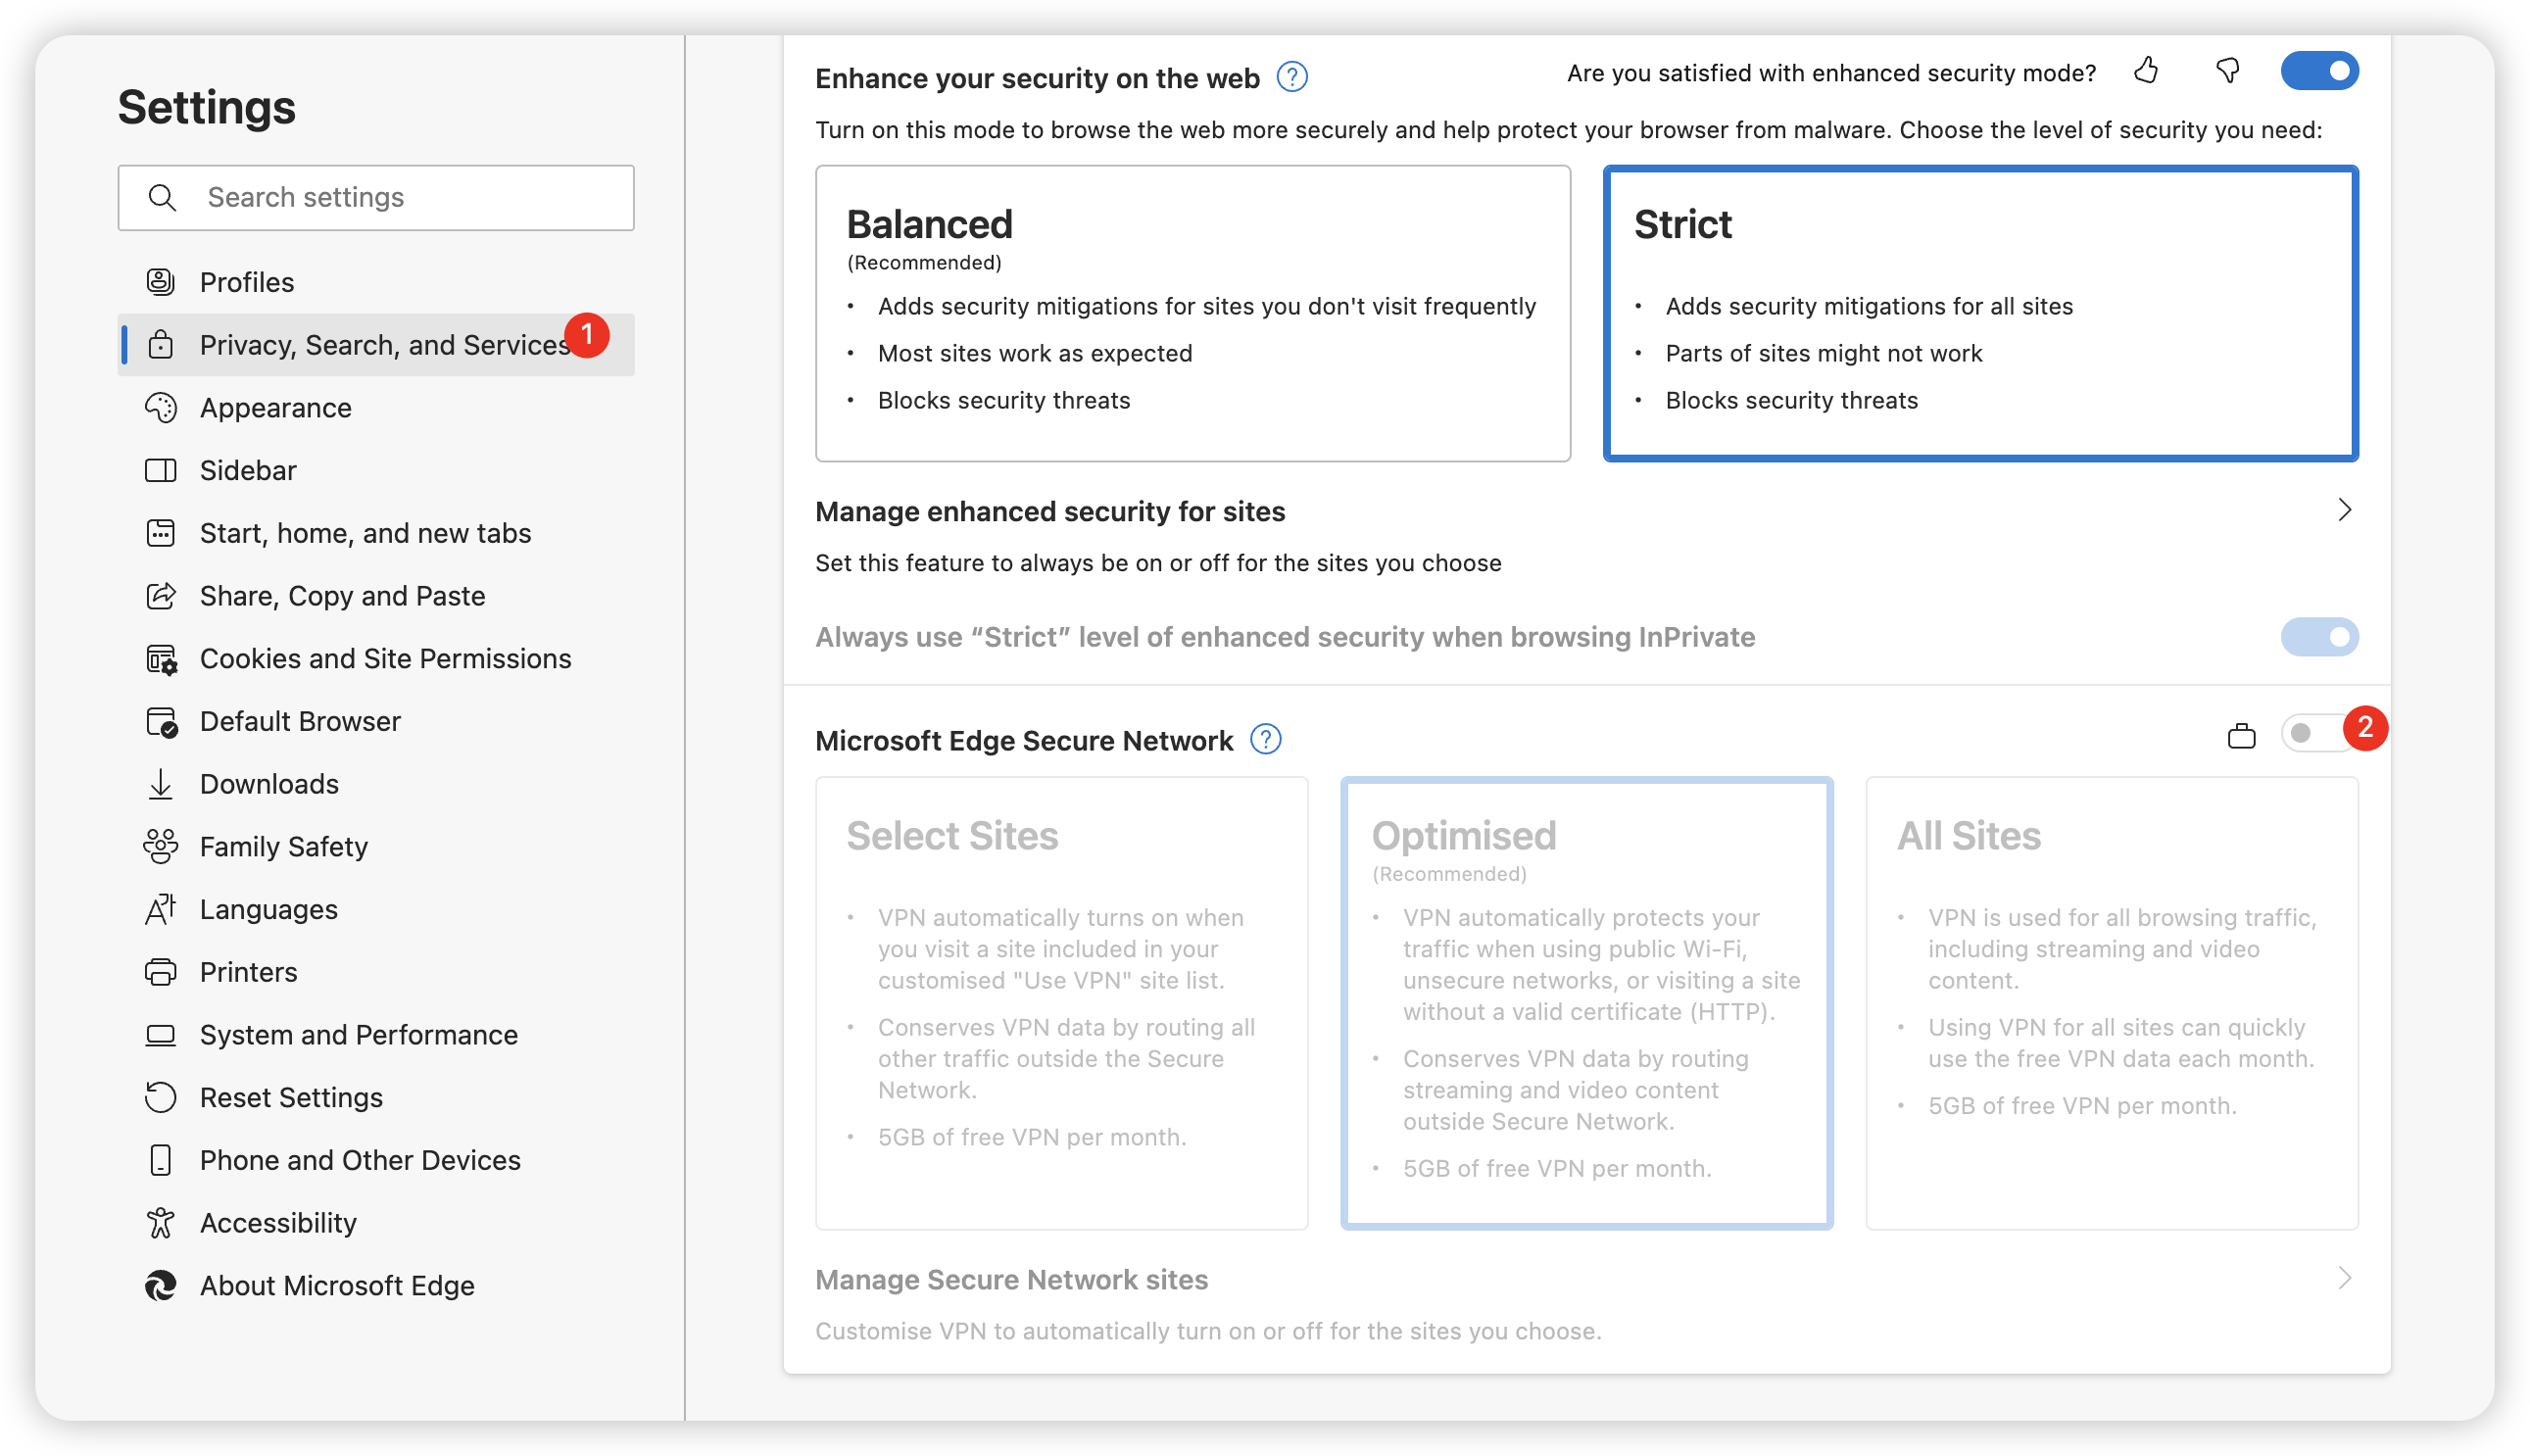 Settings
Search settings
Profiles
Privacy, Search, and Services
1
Appearance
Sidebar
Start, home, and new tabs
Share, Copy and Paste
Cookies and Site Permissions
Default Browser
Downloads
Family Safety
Languages
Printers
System and Performance
Reset Settings
Phone and Other Devices
Accessibility
About Microsoft Edge
Enhance your security on the web ?
Are you satisfied with enhanced security mode?
Turn on this mode to browse the web more securely and help protect your browser from malware. Choose the level of security you need:
Balanced
(Recommended)
• Adds security mitigations for sites you don't visit frequently
• Most sites work as expected
• Blocks security threats
Strict
• Adds security mitigations for all sites
• Parts of sites might not work
• Blocks security threats
Manage enhanced security for sites
Set this feature to always be on or off for the sites you choose
Always use “Strict” level of enhanced security when browsing InPrivate
Microsoft Edge Secure Network ?
2
Select Sites
• VPN automatically turns on when
you visit a site included in your
customised "Use VPN" site list.
• Conserves VPN data by routing all
other traffic outside the Secure
Network.
• 5GB of free VPN per month.
Optimised
(Recommended)
• VPN automatically protects your
traffic when using public Wi-Fi,
unsecure networks, or visiting a site
without a valid certificate (HTTP).
• Conserves VPN data by routing
streaming and video content
outside Secure Network.
• 5GB of free VPN per month.
All Sites
• VPN is used for all browsing traffic,
including streaming and video
content.
• Using VPN for all sites can quickly
use the free VPN data each month.
• 5GB of free VPN per month.
Manage Secure Network sites
Customise VPN to automatically turn on or off for the sites you choose.